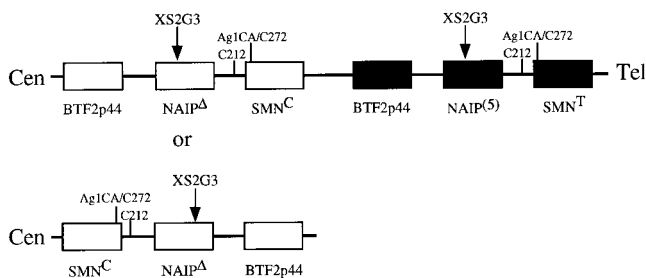 XS2G3 XS2G3
Ag1CA/C272 Ag1CA/C272
C212 C212
Cen Tel
BTF2p44 NAIPΔ SMNC BTF2p44 NAIP(5) SMNT
or
XS2G3
Ag1CA/C272
C212
Cen
SMNC NAIPΔ BTF2p44